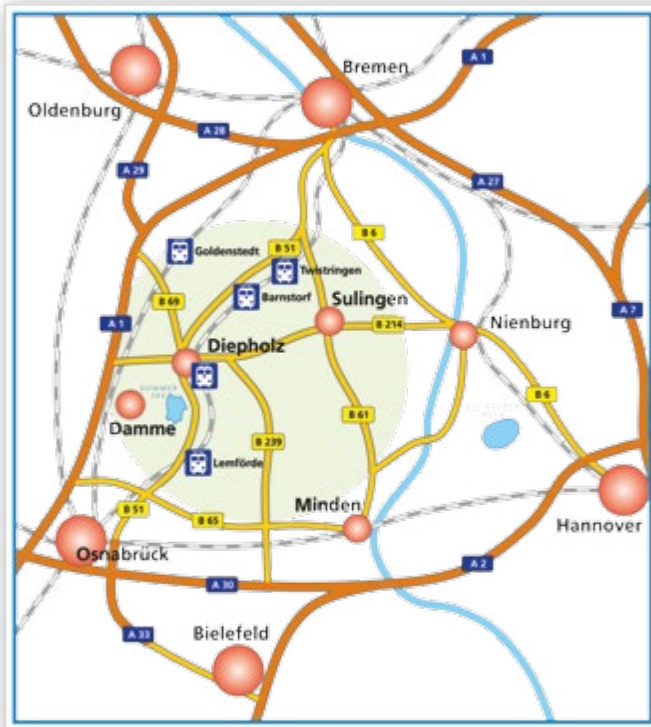 A 1
Bremen
Oldenburg
A 28
A 29
A 27
B 6
Goldenstedt
B 51
Twistringen
B 69
Barnstorf
Sulingen
A 7
A 1
B 214
Nienburg
Diepholz
B 6
Damme
B 61
B 239
Lemförde
B 51
B 65
Minden
Hannover
Osnabrück
A 2
A 30
A 33
Bielefeld